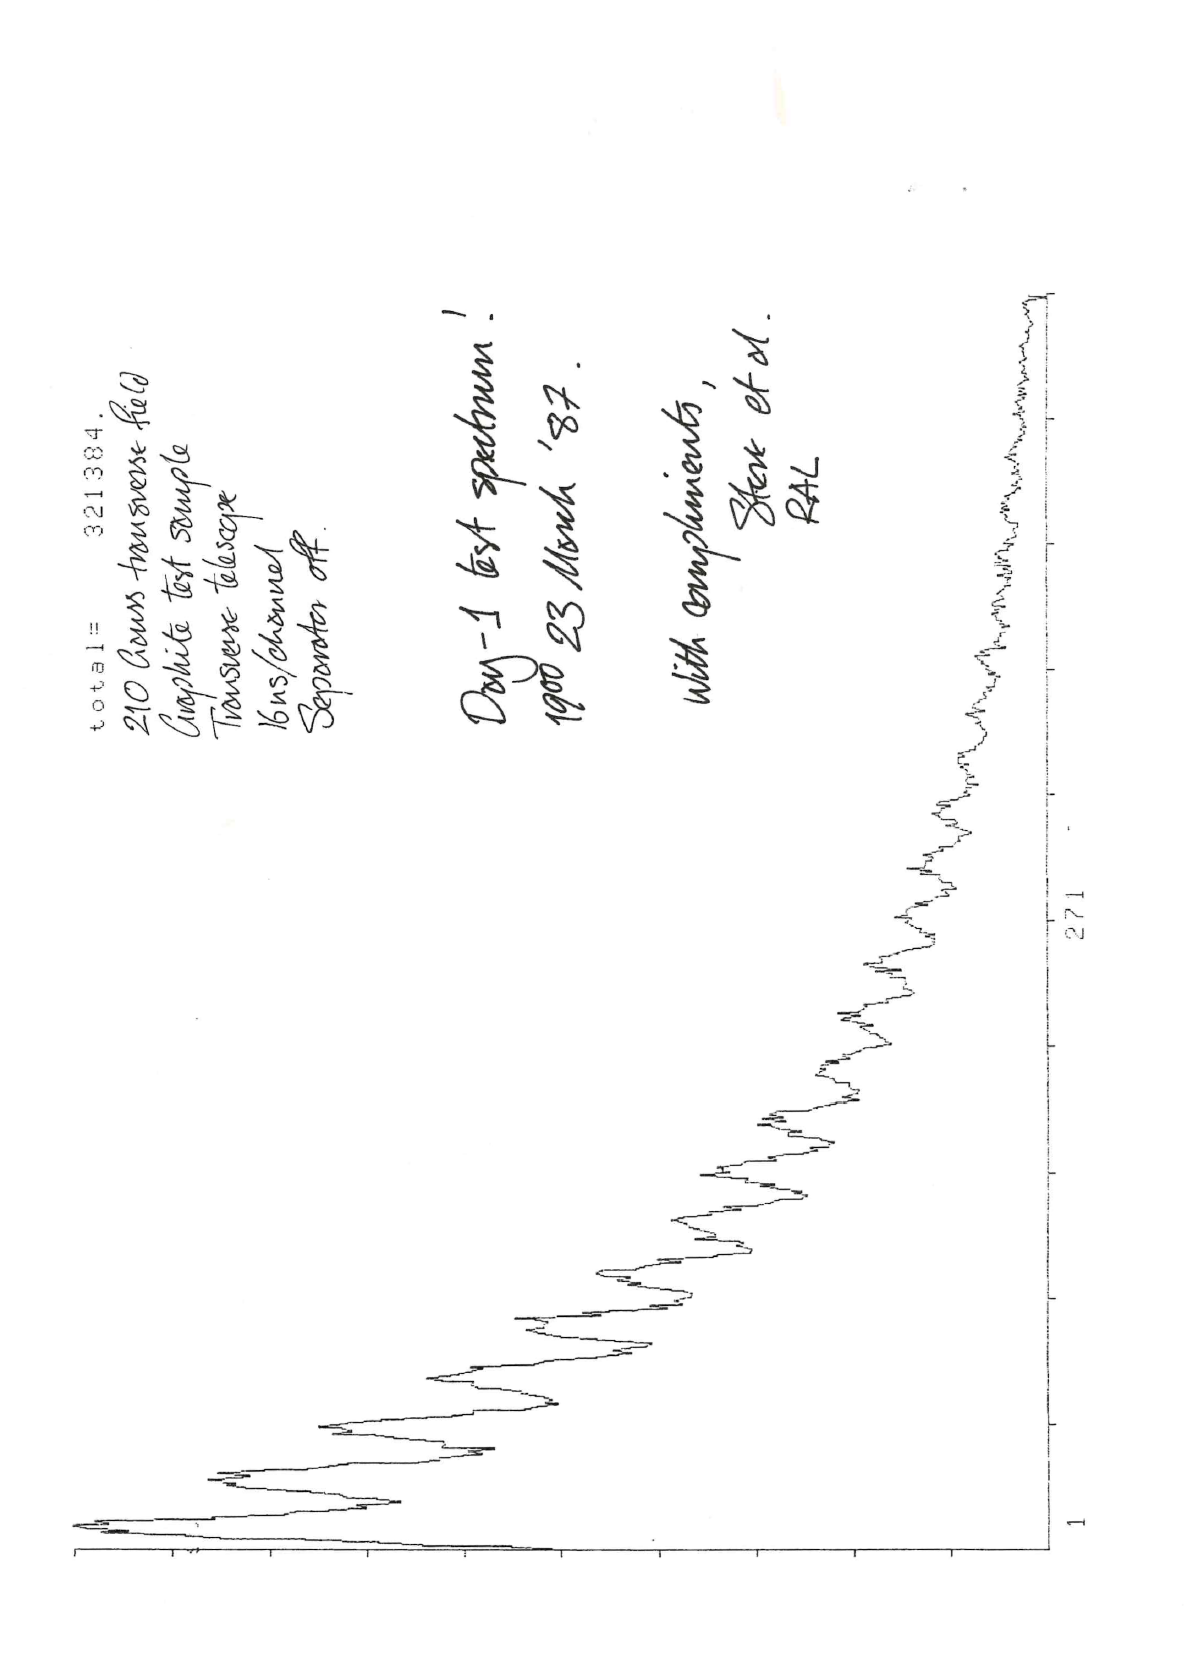 total= 321384.
210 Gauss transverse field
Graphite test sample
Transverse telescope
16ns/channel
Separator off.
Day-1 test spectrum!
1900 23 March '87.
With compliments,
Steve et al.
RAL
1 271